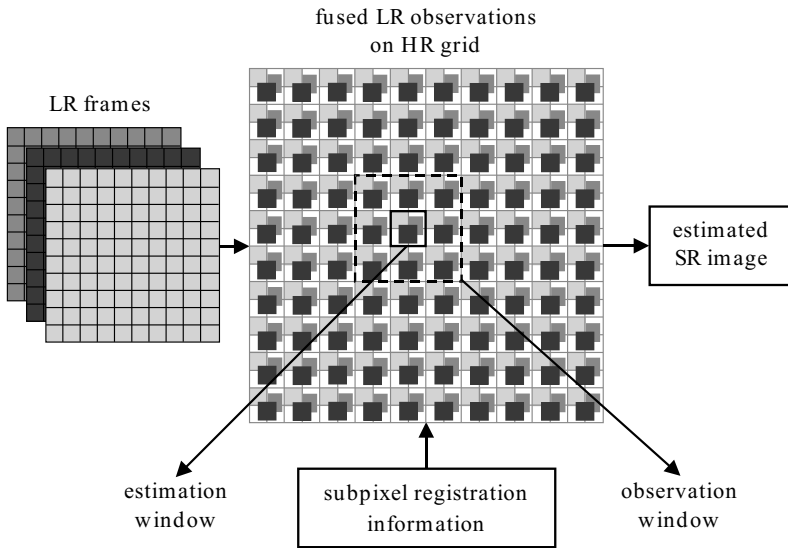 fused LR observations
on HR grid
LR frames
estimated
SR image
estimation
window
subpixel registration
information
observation
window